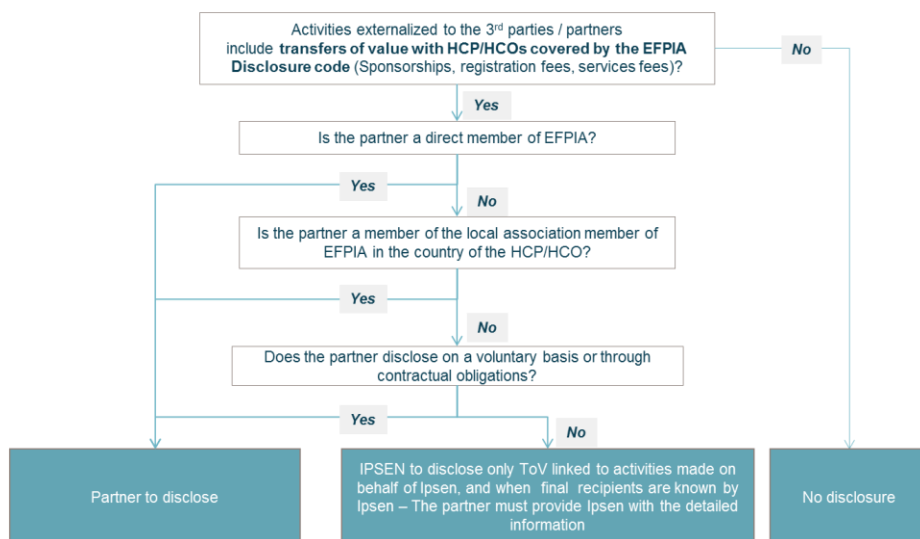 Activities externalized to the 3rd parties / partners
include transfers of value with HCP/HCOs covered by the EFPIA
Disclosure code (Sponsorships, registration fees, services fees)?
No
Yes
Is the partner a direct member of EFPIA?
Yes
No
Is the partner a member of the local association member of
EFPIA in the country of the HCP/HCO?
Yes
No
Does the partner disclose on a voluntary basis or through
contractual obligations?
Yes
No
Partner to disclose
IPSEN to disclose only ToV linked to activities made on
behalf of Ipsen, and when final recipients are known by
Ipsen – The partner must provide Ipsen with the detailed
information
No disclosure